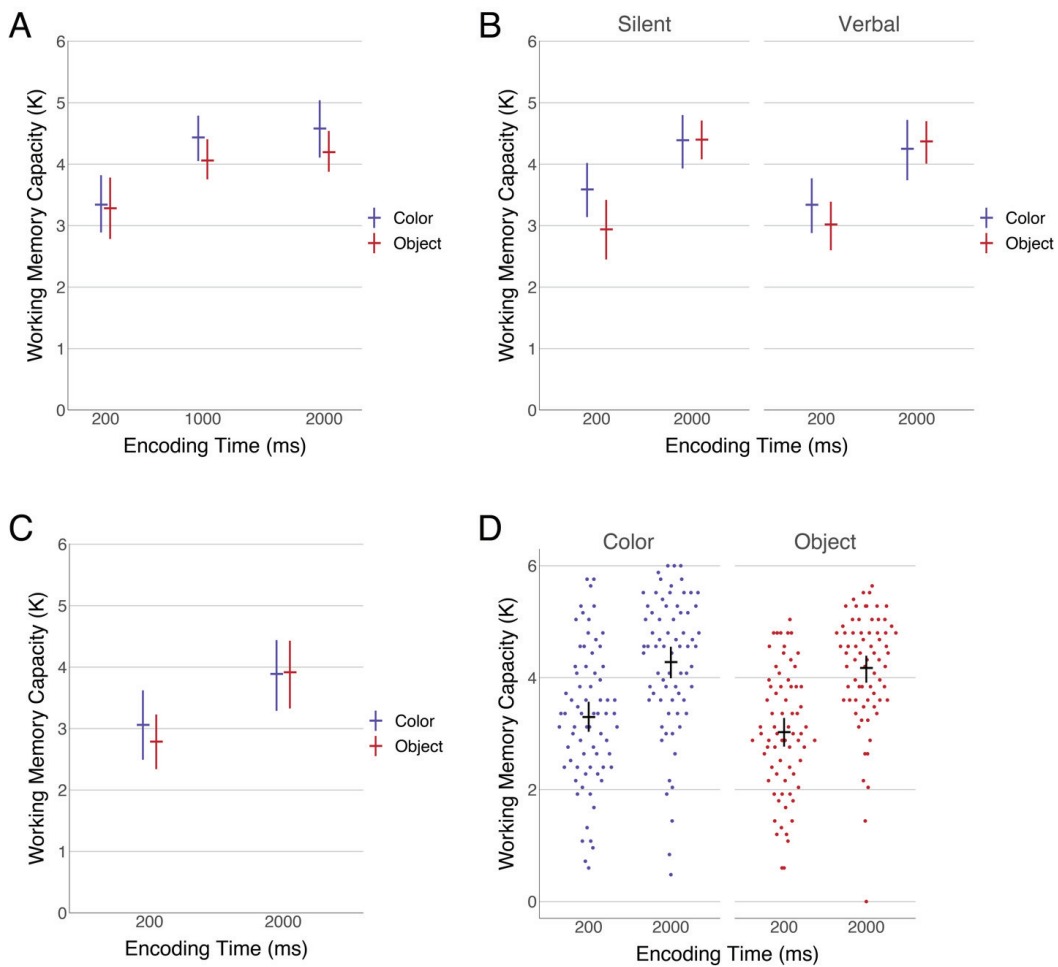 A
Working Memory Capacity (K)
6
5
4
3
2
1
0
200 1000 2000
Encoding Time (ms)
Color
Object
B
Silent Verbal
Working Memory Capacity (K)
6
5
4
3
2
1
0
200 2000 200 2000
Encoding Time (ms)
Color
Object
C
Working Memory Capacity (K)
6
5
4
3
2
1
0
200 2000
Encoding Time (ms)
Color
Object
D
Color Object
Working Memory Capacity (K)
6
4
2
0
200 2000 200 2000
Encoding Time (ms)